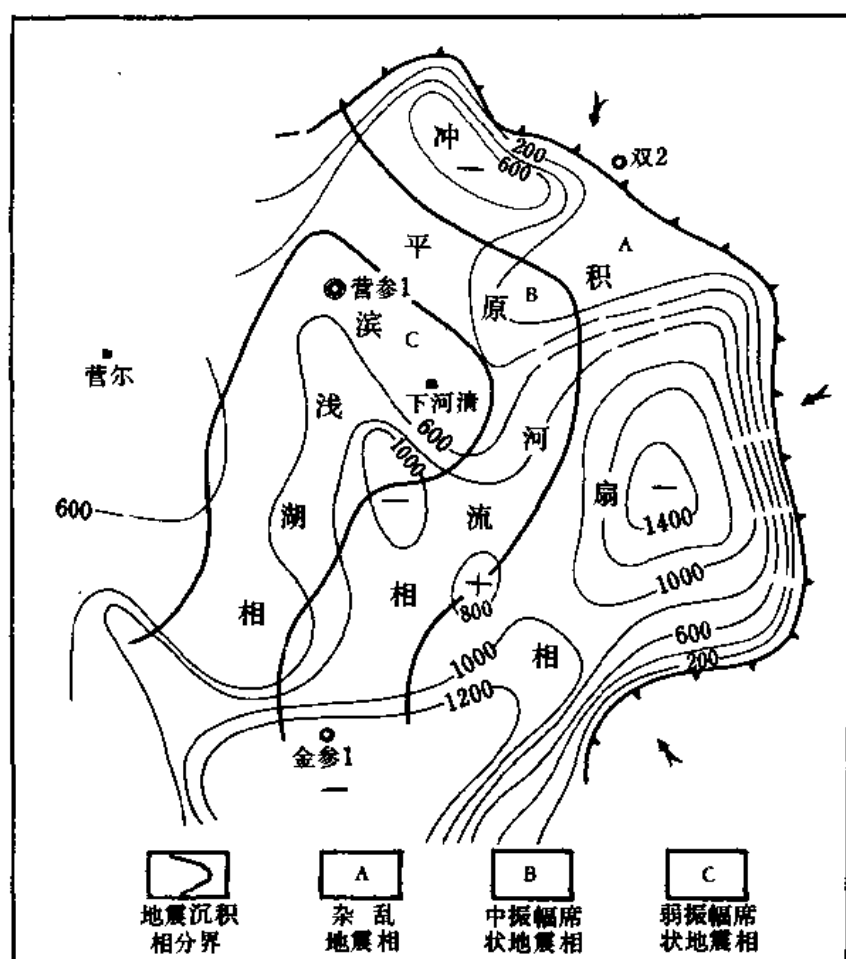 冲
200
600
双2
A
平
积
营参1
原
B
滨
C
营尔
下河清
浅
600
河
1000
600
湖
流
扇
1400
1000
相
相
800
600
相
200
1000
1200
金参1
A
B
C
地震沉积
相分界
杂乱
地震相
中振幅席
状地震相
弱振幅席
状地震相